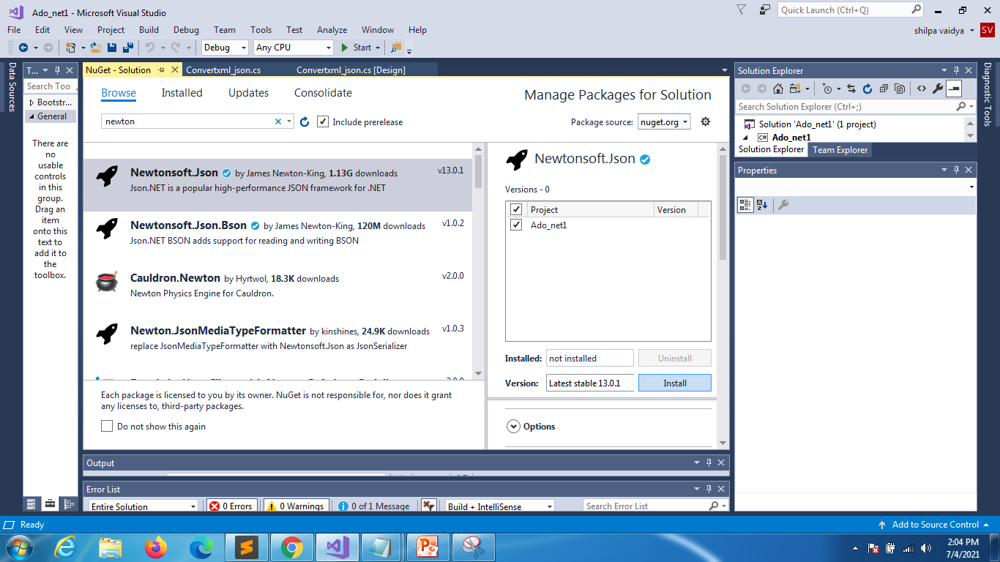 Ado_net1 - Microsoft Visual Studio
Quick Launch (Ctrl+Q)
File Edit View Project Build Debug Team Tools Test Analyze Window Help
shilpa vaidya SV
Debug Any CPU Start
Data Sources
T...
Search Too
Bootstr...
General
There are
no
usable
controls
in this
group.
Drag an
item
onto this
text to
add it to
the
toolbox.
NuGet - Solution Convertxml_json.cs Convertxml_json.cs [Design]
Browse Installed Updates Consolidate
Manage Packages for Solution
newton
Include prerelease
Package source: nuget.org
Newtonsoft.Json by James Newton-King, 1.13G downloads v13.0.1
Json.NET is a popular high-performance JSON framework for .NET
Newtonsoft.Json.Bson by James Newton-King, 120M downloads v1.0.2
Json.NET BSON adds support for reading and writing BSON
Cauldron.Newton by Hyrtwol, 18.3K downloads v2.0.0
Newton Physics Engine for Cauldron.
Newton.JsonMediaTypeFormatter by kinshines, 24.9K downloads v1.0.3
replace JsonMediaTypeFormatter with Newtonsoft.Json as JsonSerializer
Each package is licensed to you by its owner. NuGet is not responsible for, nor does it grant
any licenses to, third-party packages.
Do not show this again
Newtonsoft.Json
Versions - 0
Project Version
Ado_net1
Installed: not installed Uninstall
Version: Latest stable 13.0.1 Install
Options
Output
Error List
Entire Solution 0 Errors 0 Warnings 0 of 1 Message Build + IntelliSense Search Error List
Solution Explorer
Search Solution Explorer (Ctrl+;)
Solution 'Ado_net1' (1 project)
C# Ado_net1
Solution Explorer Team Explorer
Properties
Diagnostic Tools
Ready
Add to Source Control
2:04 PM
7/4/2021